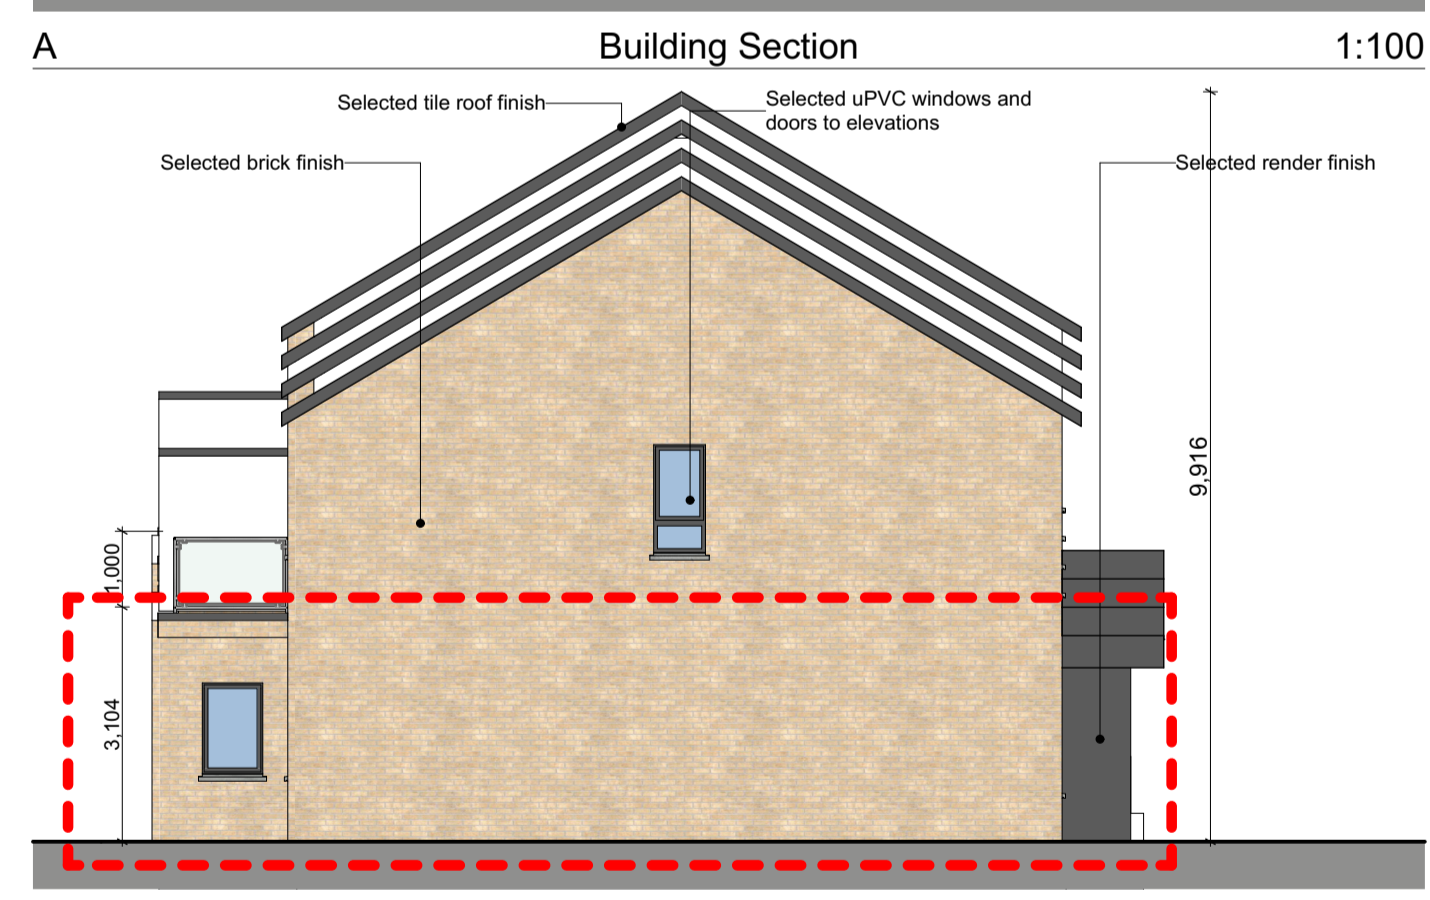 A Building Section 1:100
Selected tile roof finish
Selected uPVC windows and
doors to elevations
Selected brick finish
Selected render finish
9,916
1,000
3,104